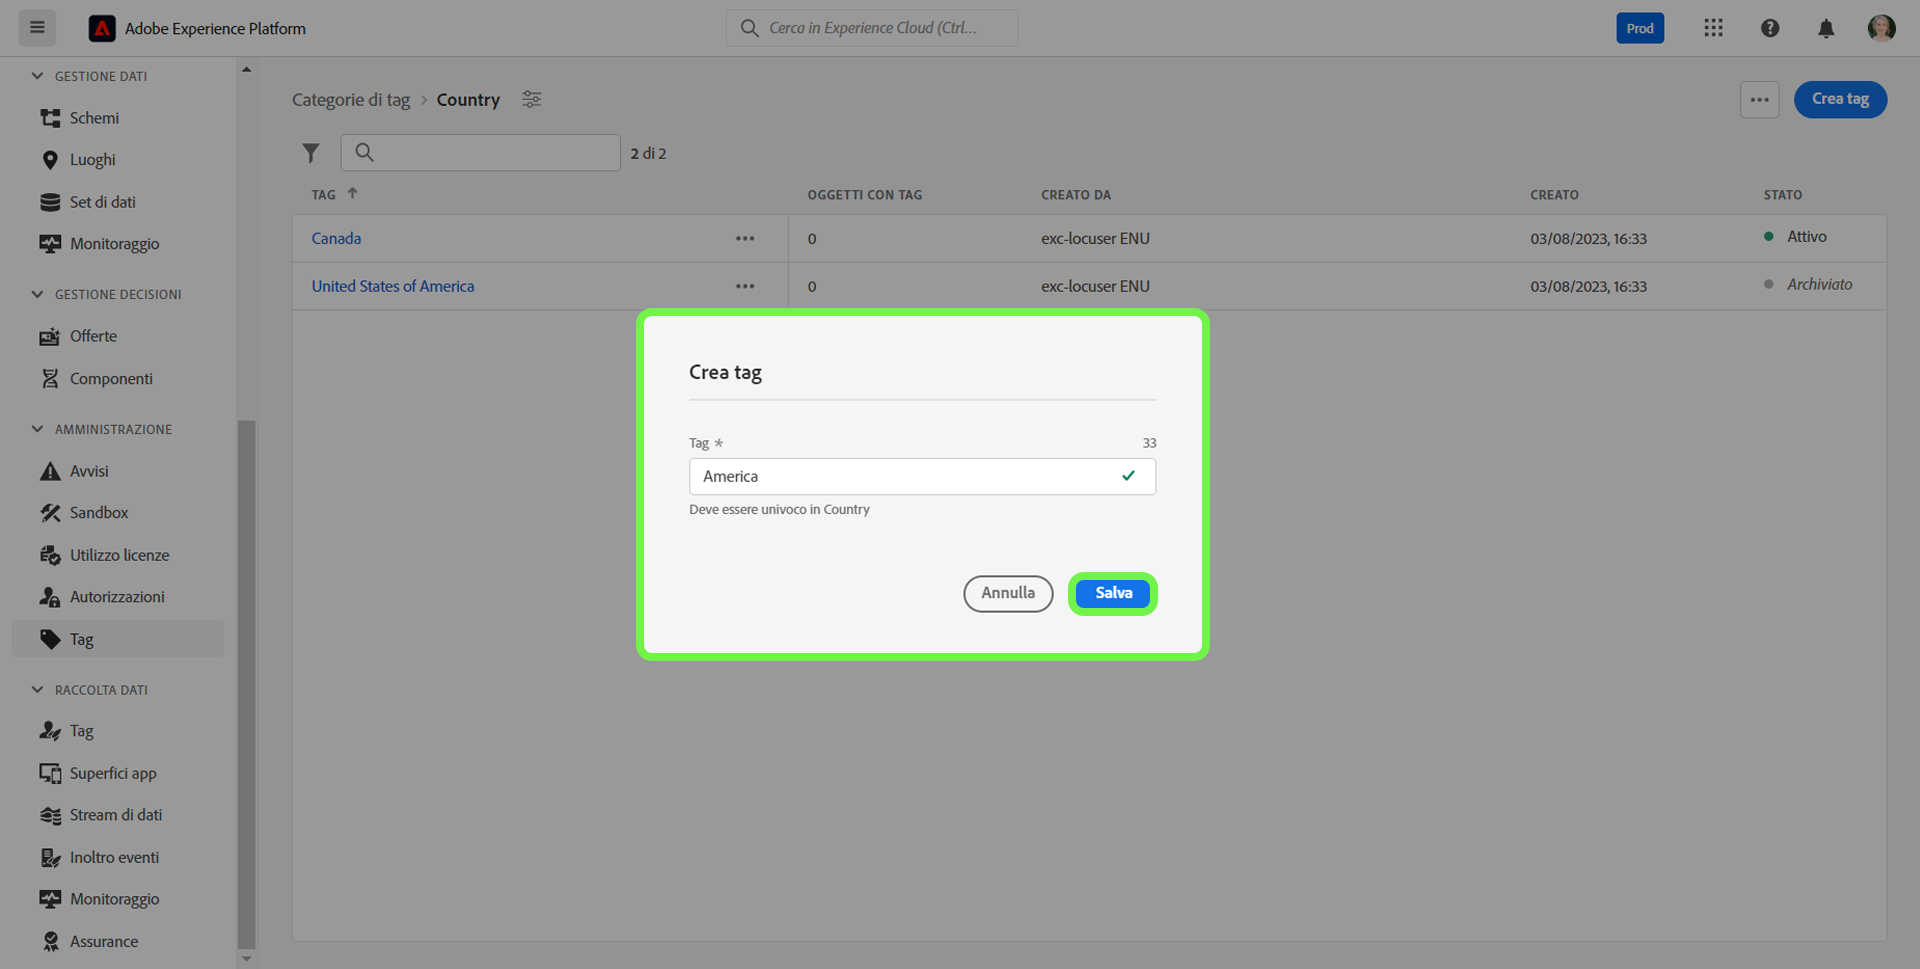 Adobe Experience Platform
Cerca in Experience Cloud (Ctrl...
Prod
GESTIONE DATI
Schemi
Luoghi
Set di dati
Monitoraggio
GESTIONE DECISIONI
Offerte
Componenti
AMMINISTRAZIONE
Avvisi
Sandbox
Utilizzo licenze
Autorizzazioni
Tag
RACCOLTA DATI
Tag
Superfici app
Stream di dati
Inoltro eventi
Monitoraggio
Assurance
Categorie di tag > Country
Crea tag
2 di 2
TAG OGGETTI CON TAG CREATO DA CREATO STATO
Canada 0 exc-locuser ENU 03/08/2023, 16:33 Attivo
United States of America 0 exc-locuser ENU 03/08/2023, 16:33 Archiviato
Crea tag
Tag * 33
America
Deve essere univoco in Country
Annulla Salva